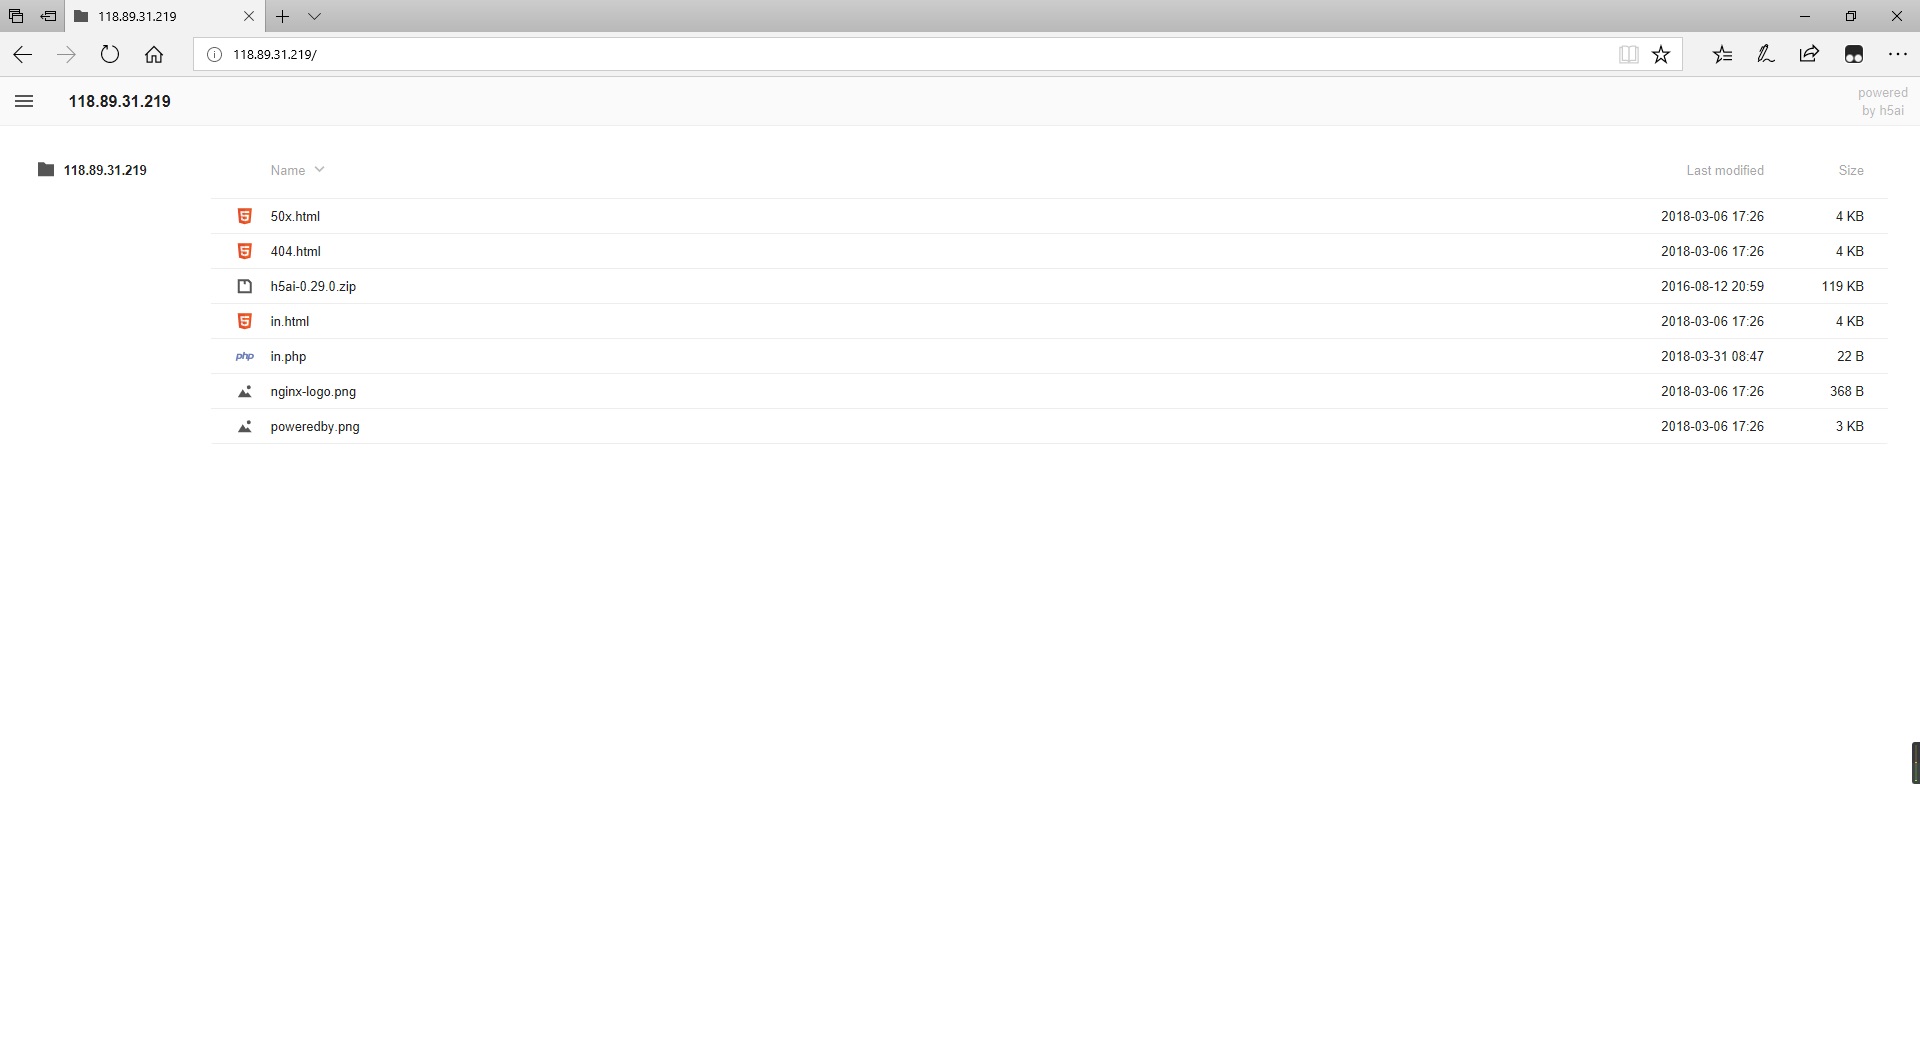 118.89.31.219
118.89.31.219/
118.89.31.219
powered
by h5ai
118.89.31.219
Name Last modified Size
50x.html 2018-03-06 17:26 4 KB
404.html 2018-03-06 17:26 4 KB
h5ai-0.29.0.zip 2016-08-12 20:59 119 KB
in.html 2018-03-06 17:26 4 KB
php in.php 2018-03-31 08:47 22 B
nginx-logo.png 2018-03-06 17:26 368 B
poweredby.png 2018-03-06 17:26 3 KB